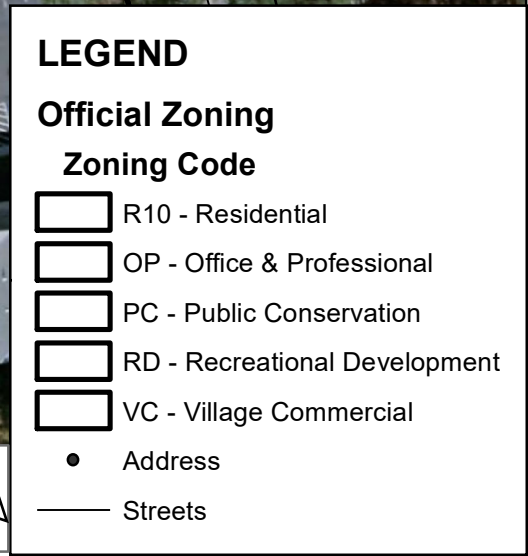 LEGEND
Official Zoning
Zoning Code
R10 - Residential
OP - Office & Professional
PC - Public Conservation
RD - Recreational Development
VC - Village Commercial
Address
Streets